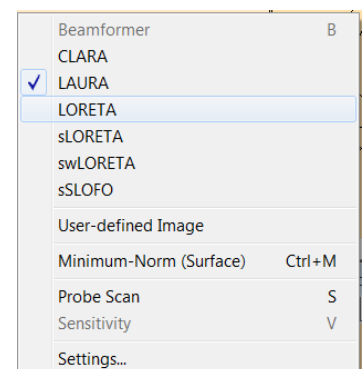 Beamformer B
CLARA
LAURA
LORETA
sLORETA
swLORETA
sSLOFO
User-defined Image
Minimum-Norm (Surface) Ctrl+M
Probe Scan S
Sensitivity V
Settings...